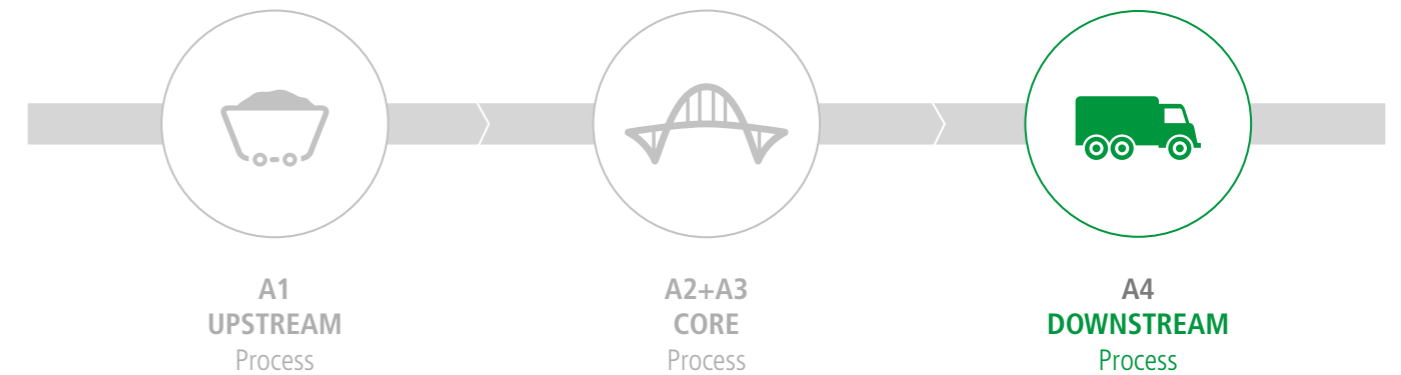 A1
UPSTREAM
Process
A2+A3
CORE
Process
A4
DOWNSTREAM
Process